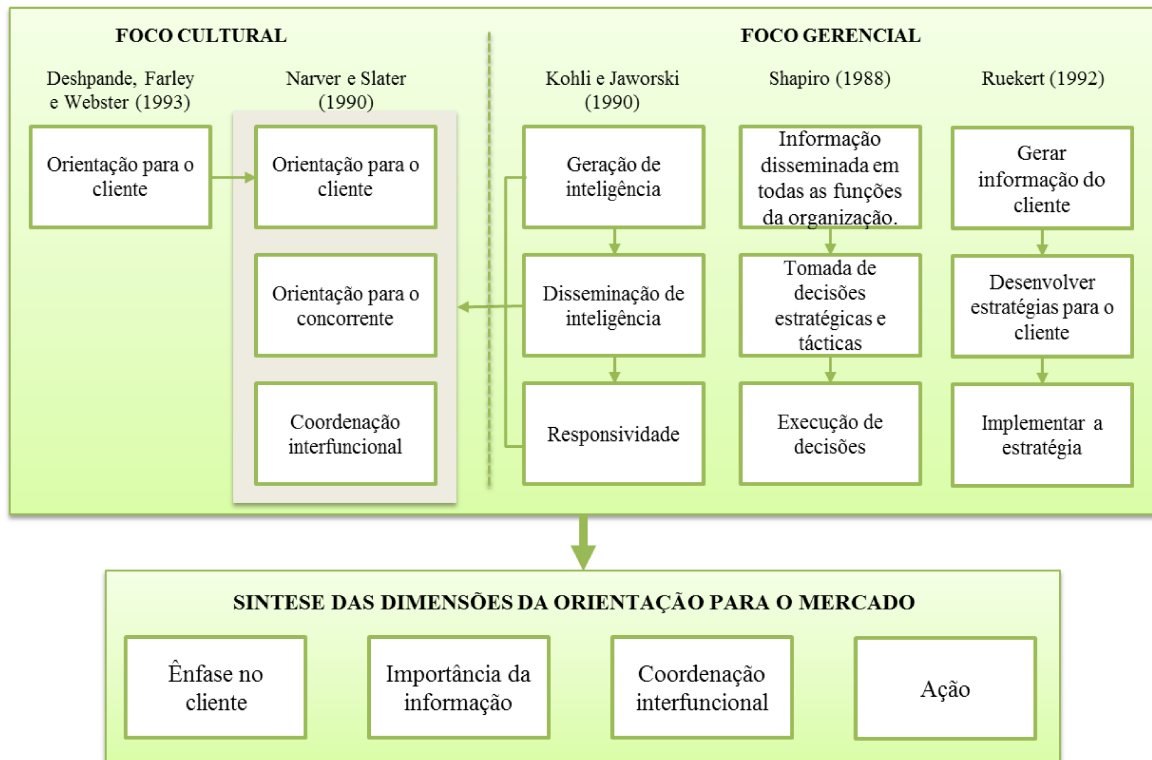 FOCO CULTURAL
FOCO GERENCIAL
Deshpande, Farley
e Webster (1993)
Narver e Slater
(1990)
Kohli e Jaworski
(1990)
Shapiro (1988)
Ruekert (1992)
Orientação para o
cliente
Orientação para o
cliente
Geração de
inteligência
Informação
disseminada em
todas as funções
da organização.
Gerar
informação do
cliente
Orientação para o
concorrente
Disseminação de
inteligência
Tomada de
decisões
estratégicas e
tácticas
Desenvolver
estratégias para o
cliente
Coordenação
interfuncional
Responsividade
Execução de
decisões
Implementar a
estratégia
SINTESE DAS DIMENSÕES DA ORIENTAÇÃO PARA O MERCADO
Ênfase no
cliente
Importância da
informação
Coordenação
interfuncional
Ação